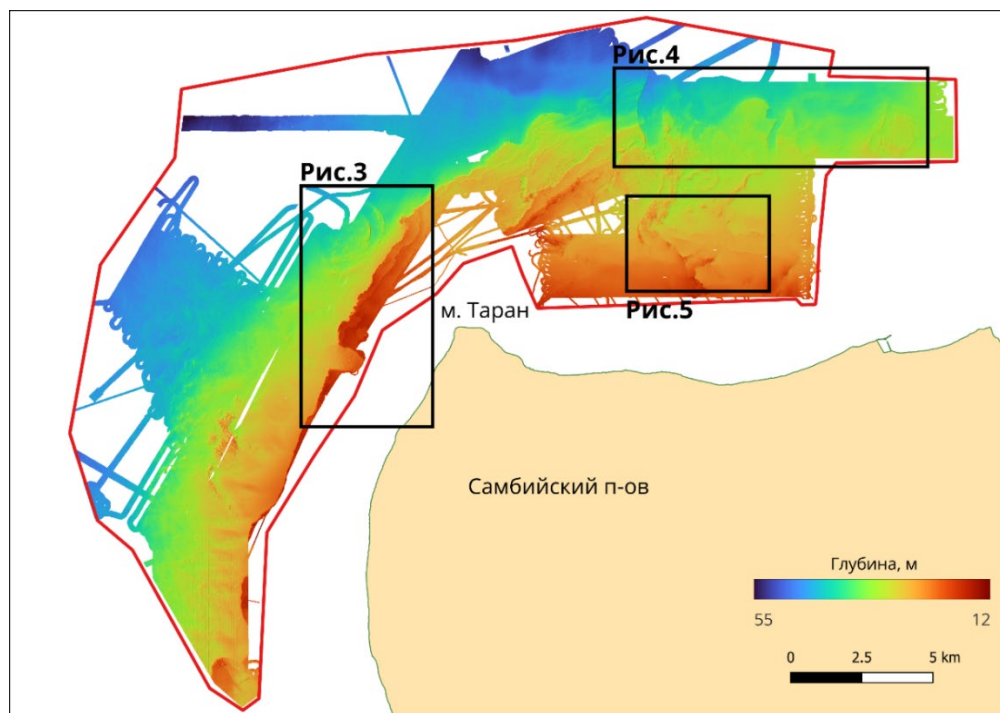 Рис.4
Рис.3
м. Таран
Рис.5
Самбийский п-ов
Глубина, м
55 12
0 2.5 5 km